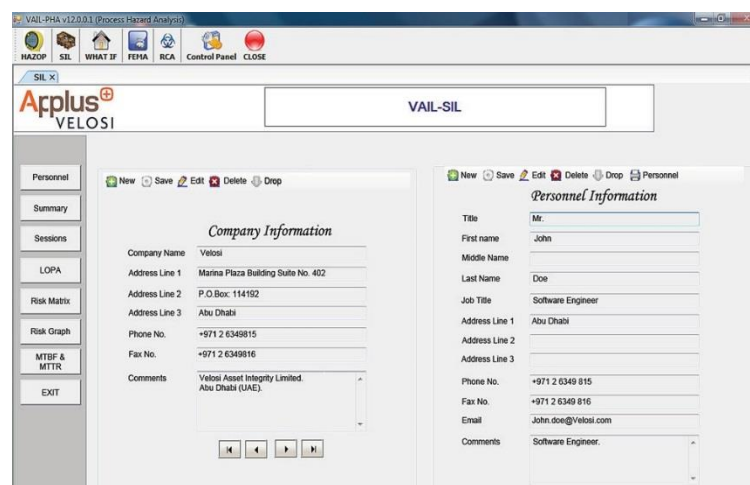 VAIL-PHA v12.0.0.1 (Process Hazard Analysis)
HAZOP SIL WHAT IF FEMA RCA Control Panel CLOSE
SIL ×
Applus+
VELOSI
VAIL-SIL
Personnel
Summary
Sessions
LOPA
Risk Matrix
Risk Graph
MTBF &
MTTR
EXIT
New Save Edit Delete Drop
Company Information
Company Name Velosi
Address Line 1 Marina Plaza Building Suite No. 402
Address Line 2 P.O.Box: 114192
Address Line 3 Abu Dhabi
Phone No. +971 2 6349815
Fax No. +971 2 6349816
Comments Velosi Asset Integrity Limited.
Abu Dhabi (UAE).
New Save Edit Delete Drop Personnel
Personnel Information
Title Mr.
First name John
Middle Name
Last Name Doe
Job Title Software Engineer
Address Line 1 Abu Dhabi
Address Line 2
Address Line 3
Phone No. +971 2 6349 815
Fax No. +971 2 6349 816
Email John.doe@Velosi.com
Comments Software Engineer.